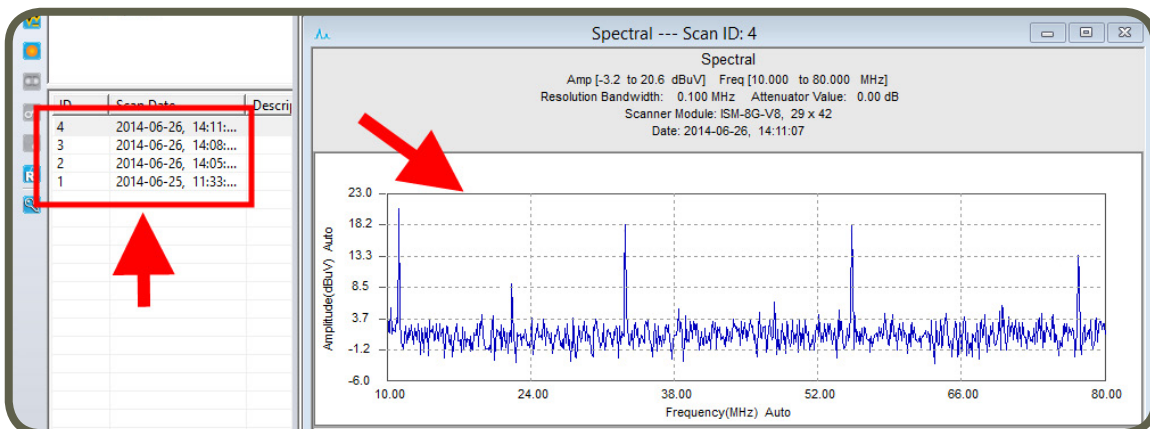 Spectral --- Scan ID: 4
Spectral
Amp [-3.2 to 20.6 dBuV] Freq [10.000 to 80.000 MHz]
Resolution Bandwidth: 0.100 MHz Attenuator Value: 0.00 dB
Scanner Module: ISM-8G-V8, 29 x 42
Date: 2014-06-26, 14:11:07
ID Scan Date Descrip
4 2014-06-26, 14:11:...
3 2014-06-26, 14:08:...
2 2014-06-26, 14:05:...
1 2014-06-25, 11:33:...
Amplitude(dBuV) Auto
23.0
18.2
13.3
8.5
3.7
-1.2
-6.0
10.00 24.00 38.00 52.00 66.00 80.00
Frequency(MHz) Auto